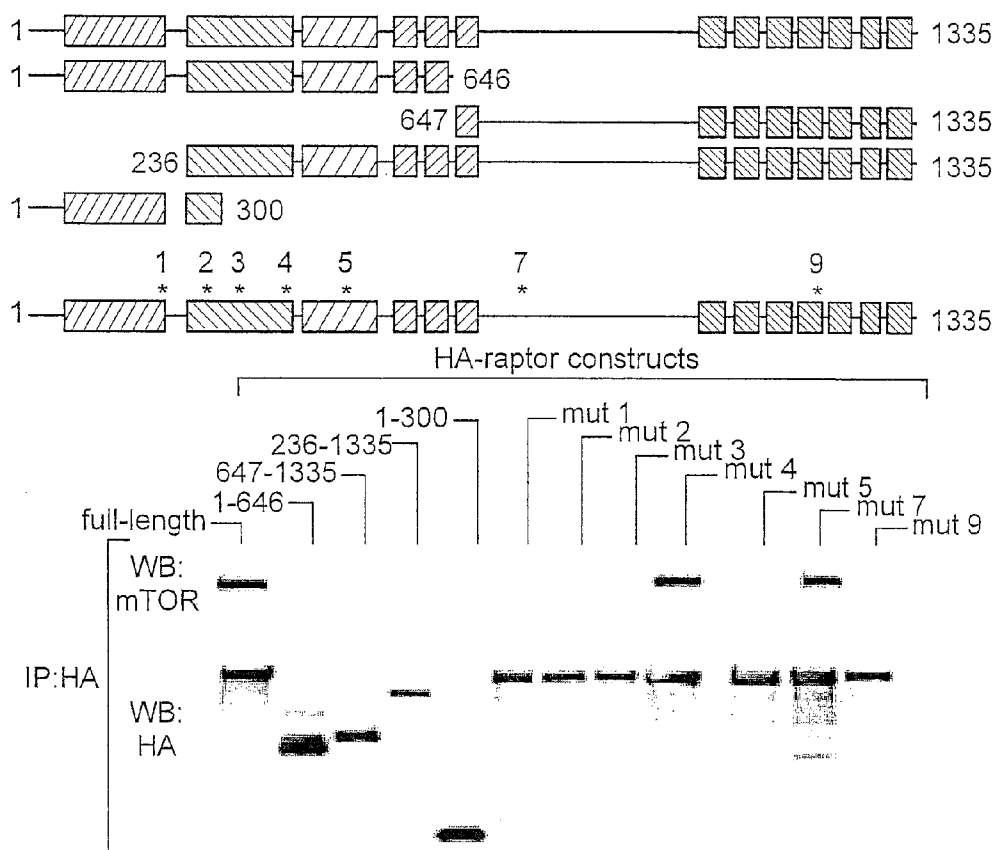 1 1335
1 646
647 1335
236 1335
1 300
1 2 3 4 5 7 9
* * * * * * *
1 1335
HA-raptor constructs
1-300 mut 1
236-1335 mut 2
647-1335 mut 3
1-646 mut 4
full-length mut 5
mut 7
mut 9
WB:
mTOR
IP:HA
WB:
HA